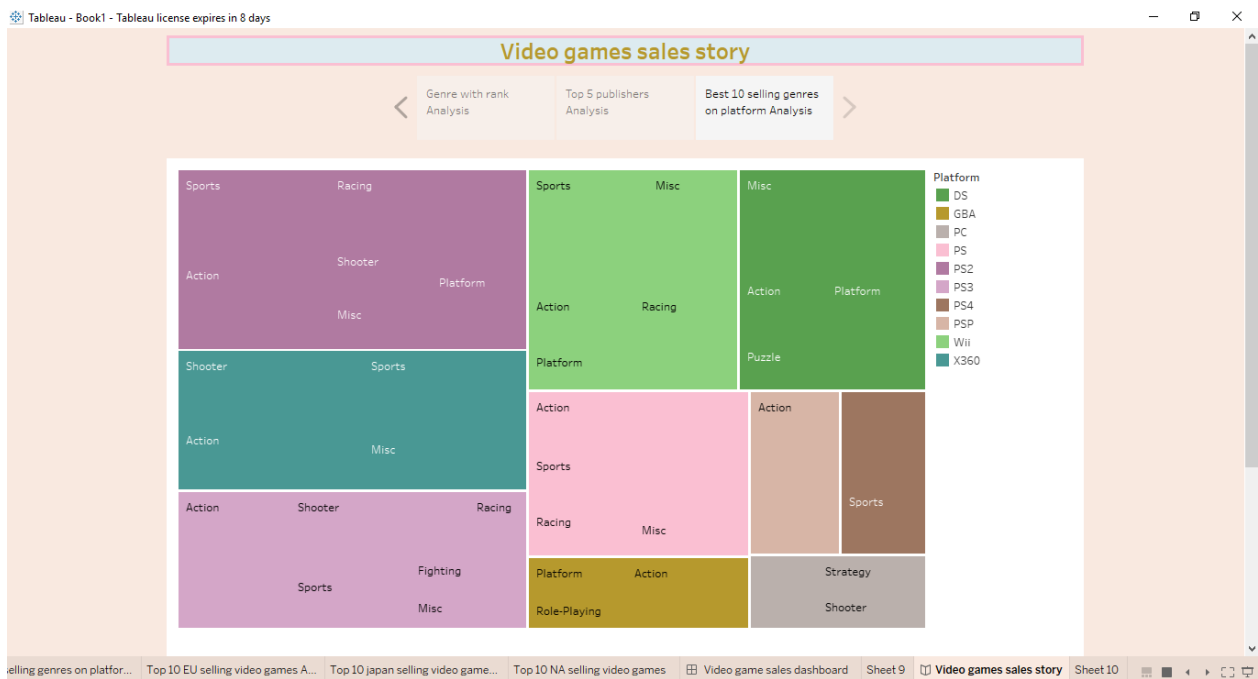 Tableau - Book1 - Tableau license expires in 8 days
Video games sales story
Genre with rank
Analysis
Top 5 publishers
Analysis
Best 10 selling genres
on platform Analysis
Sports
Racing
Action
Shooter
Platform
Misc
Shooter
Sports
Action
Misc
Action
Shooter
Racing
Sports
Fighting
Misc
Sports
Misc
Action
Racing
Platform
Misc
Action
Platform
Puzzle
Action
Sports
Racing
Misc
Action
Sports
Platform
Action
Role-Playing
Strategy
Shooter
Platform
DS
GBA
PC
PS
PS2
PS3
PS4
PSP
Wii
X360
selling genres on platfor... Top 10 EU selling video games A... Top 10 japan selling video game... Top 10 NA selling video games Video game sales dashboard Sheet 9 Video games sales story Sheet 10